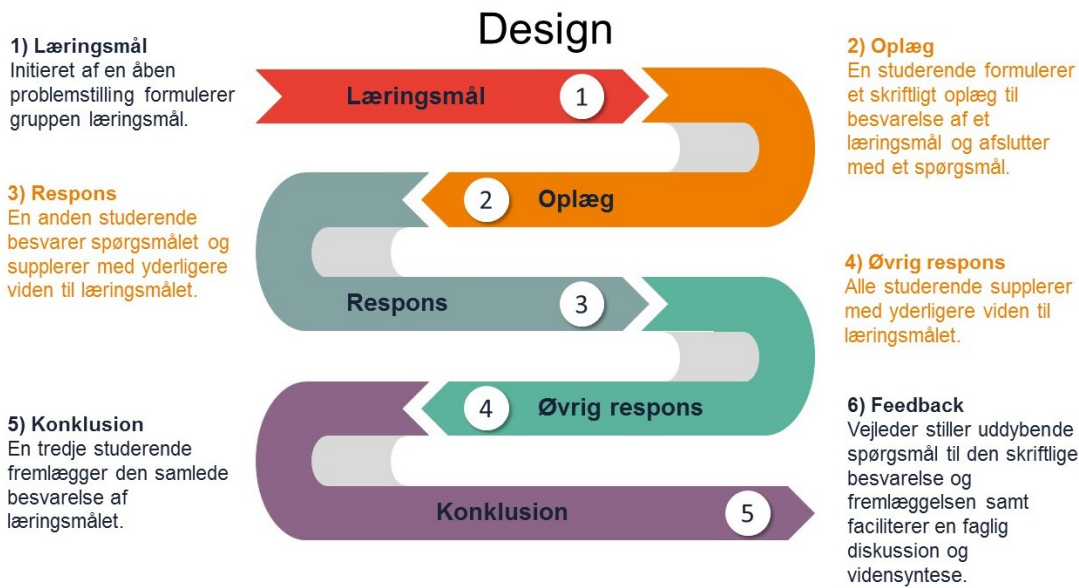 Design
1) Læringsmål
Initieret af en åben
problemstilling formulerer
gruppen læringsmål.
2) Oplæg
En studerende formulerer
et skriftligt oplæg til
besvarelse af et
læringsmål og afslutter
med et spørgsmål.
Læringsmål 1
2 Oplæg
3) Respons
En anden studerende
besvarer spørgsmålet og
supplerer med yderligere
viden til læringsmålet.
4) Øvrig respons
Alle studerende supplerer
med yderligere viden til
læringsmålet.
Respons 3
4 Øvrig respons
5) Konklusion
En tredje studerende
fremlægger den samlede
besvarelse af
læringsmålet.
6) Feedback
Vejleder stiller uddybende
spørgsmål til den skriftlige
besvarelse og
fremlæggelsen samt
faciliterer en faglig
diskussion og
vidensyntese.
Konklusion 5